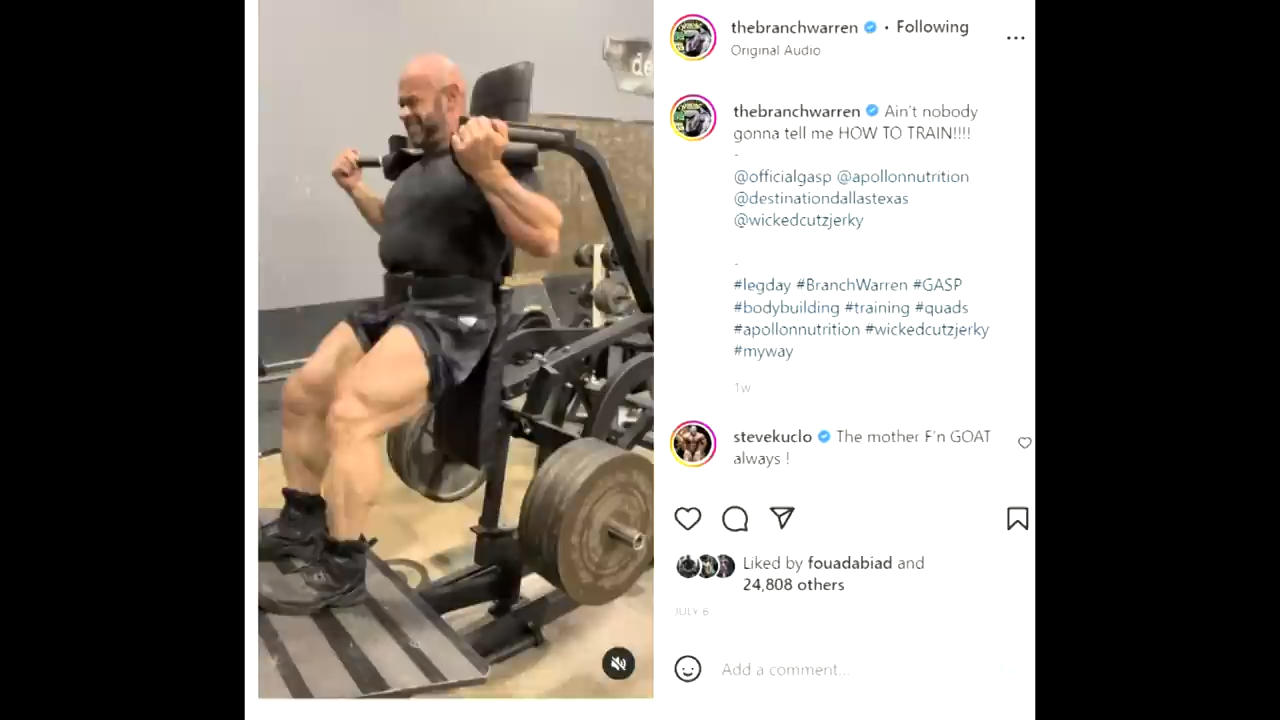 thebranchwarren • Following
Original Audio
thebranchwarren Ain't nobody
gonna tell me HOW TO TRAIN!!!!
-
@officialgasp @apollonnutrition
@destinationdallastexas
@wickedcutzjerky
-
#legday #BranchWarren #GASP
#bodybuilding #training #quads
#apollonnutrition #wickedcutzjerky
#myway
1w
stevekuclo The mother F'n GOAT
always !
Liked by fouadabiad and
24,808 others
JULY 6
Add a comment...